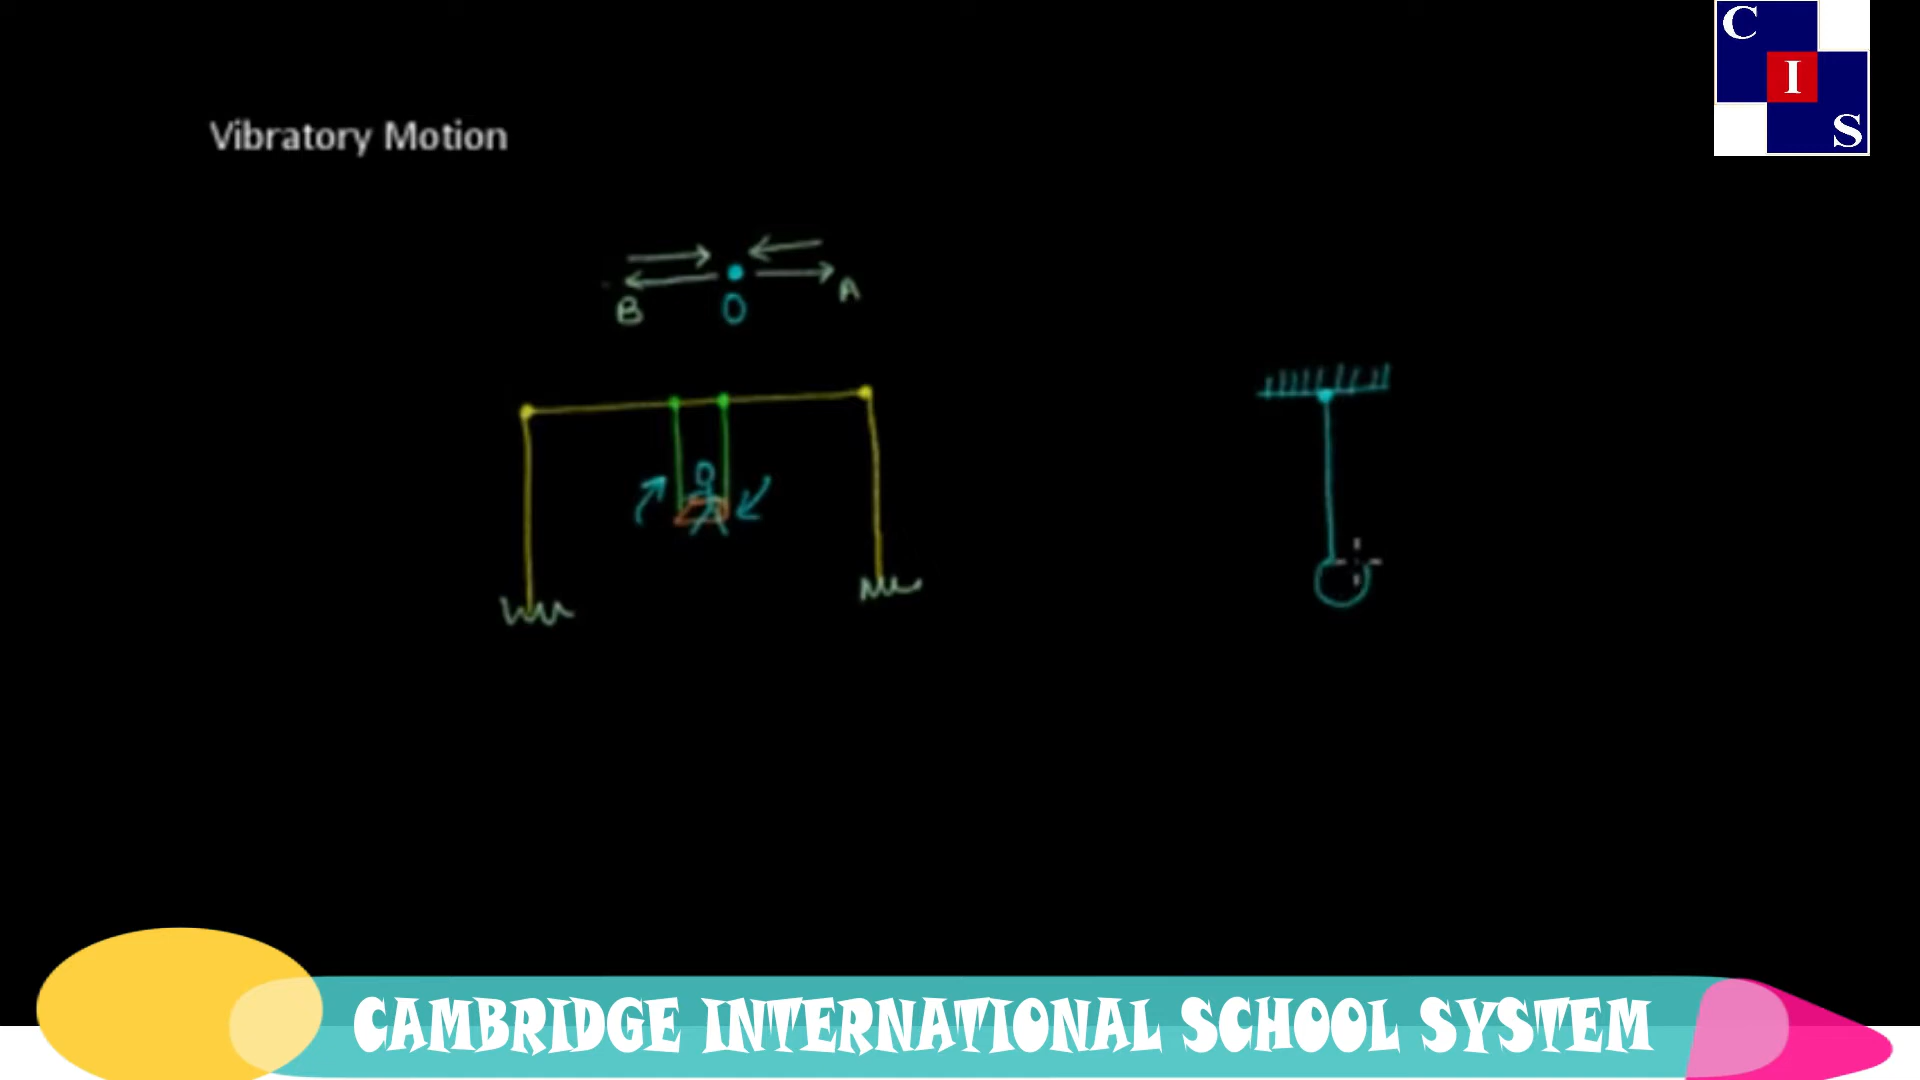 C
I
S
Vibratory Motion
B O A
CAMBRIDGE INTERNATIONAL SCHOOL SYSTEM